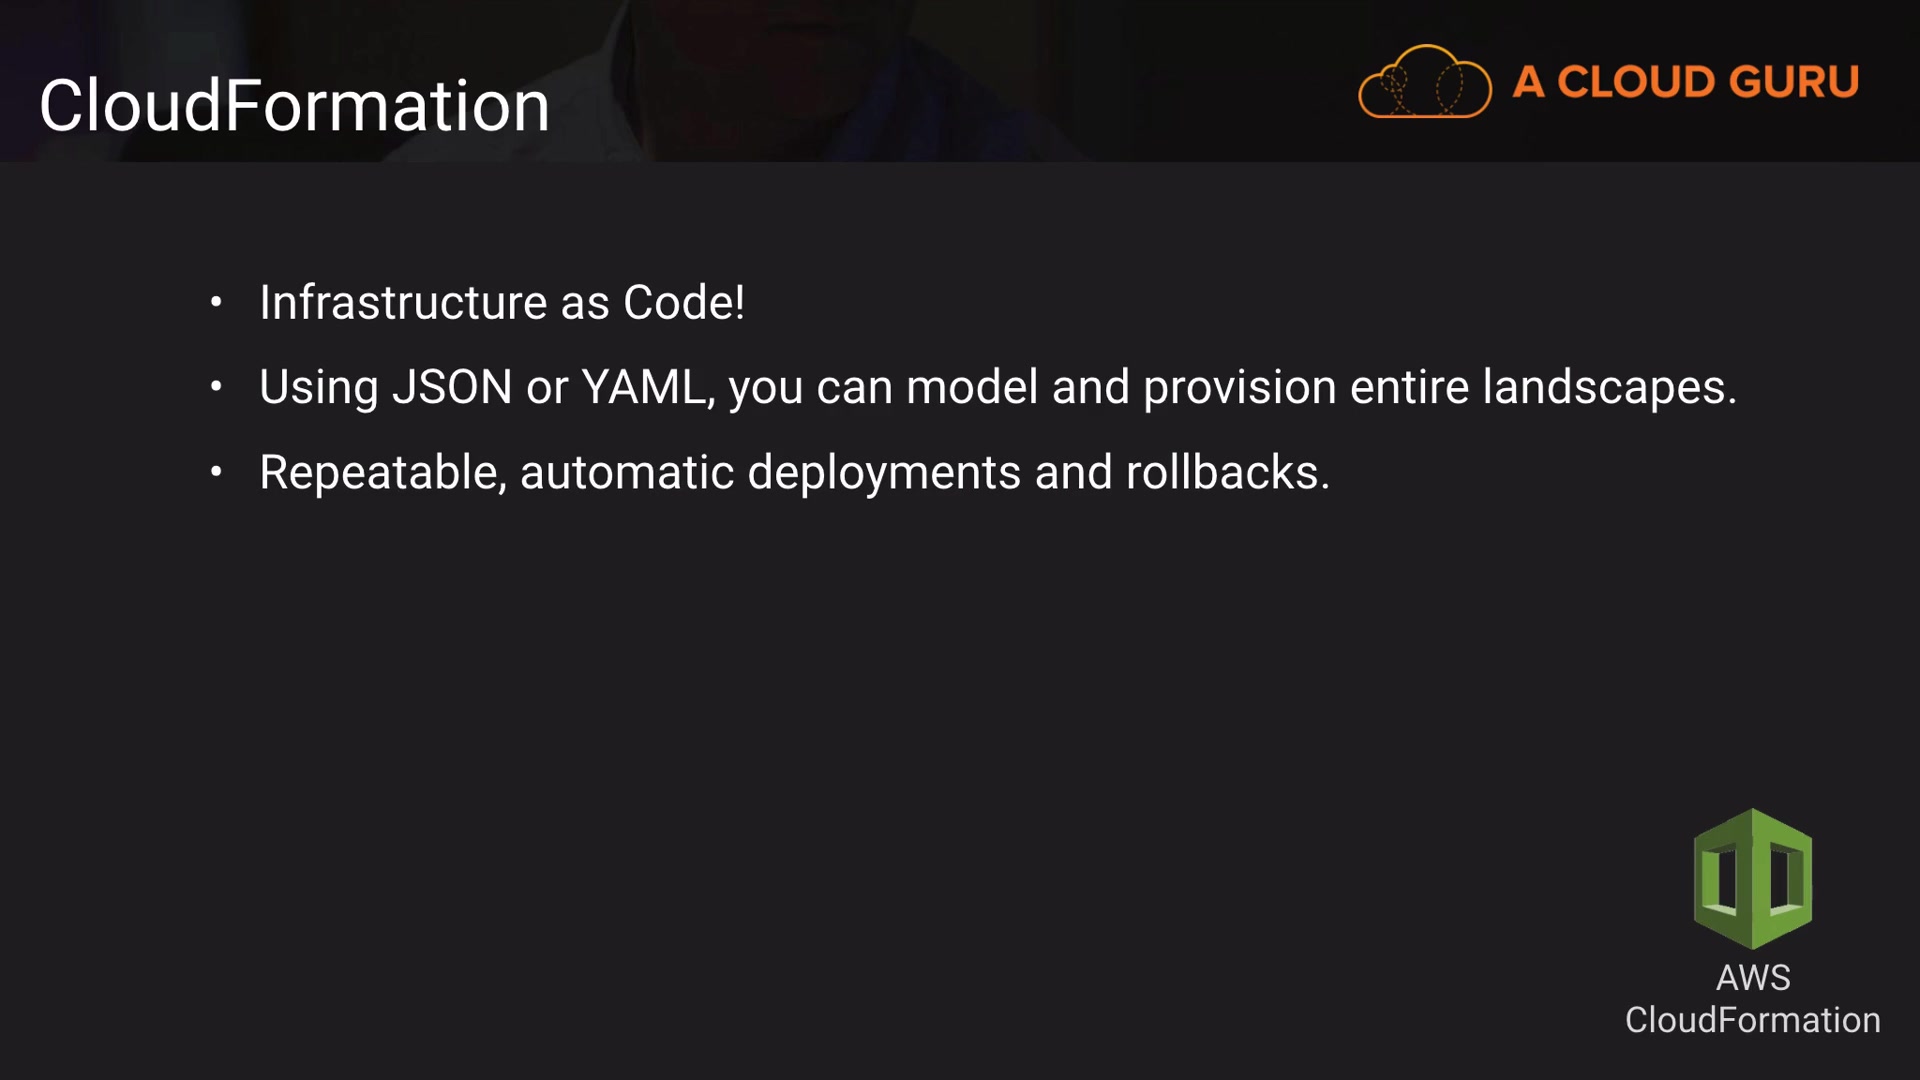 CloudFormation
A CLOUD GURU
• Infrastructure as Code!
• Using JSON or YAML, you can model and provision entire landscapes.
• Repeatable, automatic deployments and rollbacks.
AWS
CloudFormation